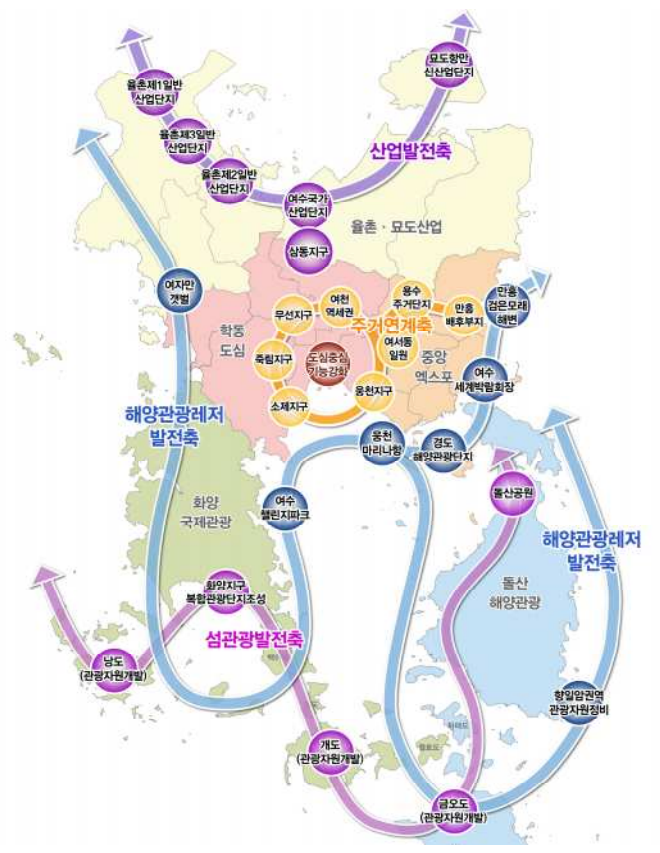 묘도항만
신산업단지
율촌제1일반
산업단지
율촌제3일반
산업단지
산업발전축
율촌제2일반
산업단지
여수국가
산업단지
율촌 · 묘도산업
삼동지구
여자만
갯벌
용수
주거단지
만흥
검은모래
해변
여천
역세권
만흥
배후부지
무선지구
주거연계축
학동
도심
여서동
일원
죽림지구
도심중심
기능강화
중앙
엑스포
여수
세계박람회장
웅천지구
소제지구
해양관광레저
발전축
웅천
마리나항
경도
해양관광단지
돌산공원
화양
국제관광
여수
챌린지파크
해양관광레저
발전축
화양지구
복합관광단지조성
돌산
해양관광
섬관광발전축
낭도
(관광자원개발)
향일암권역
관광자원정비
개도
(관광자원개발)
금오도
(관광자원개발)